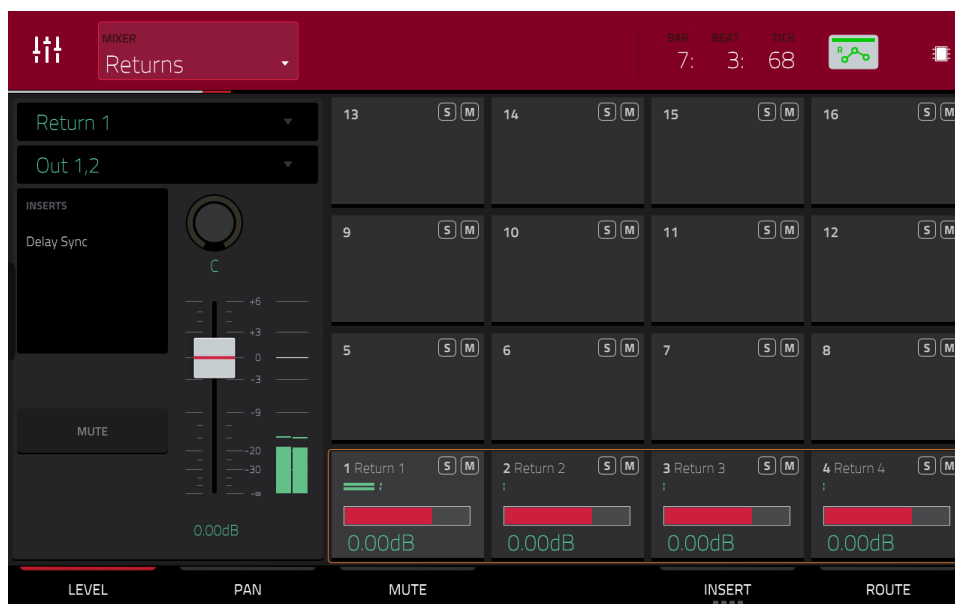 MIXER
Returns
BAR BEAT TICK
7: 3: 68
R
Return 1
Out 1,2
INSERTS
Delay Sync
C
+6
+3
0
-3
-9
-20
-30
-∞
MUTE
0.00dB
13 S M
14 S M
15 S M
16 S M
9 S M
10 S M
11 S M
12 S M
5 S M
6 S M
7 S M
8 S M
1 Return 1 S M
0.00dB
2 Return 2 S M
0.00dB
3 Return 3 S M
0.00dB
4 Return 4 S M
0.00dB
LEVEL PAN MUTE INSERT ROUTE